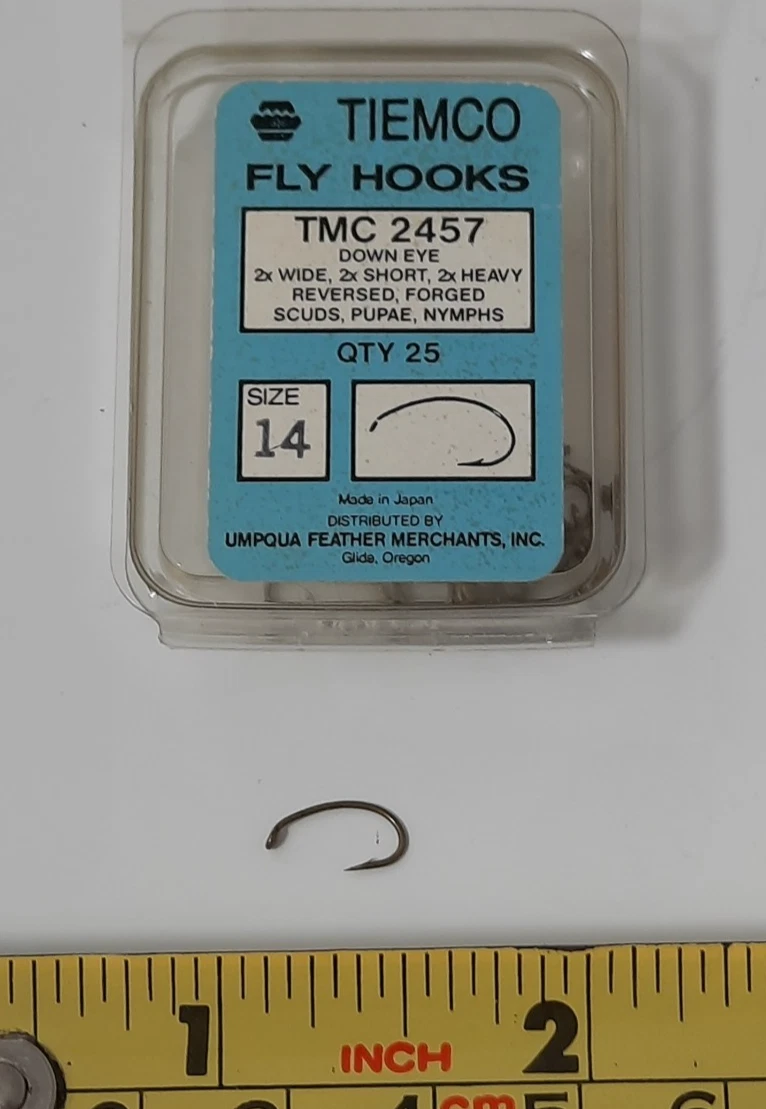 TIEMCO
FLY HOOKS
TMC 2457
DOWN EYE
2x WIDE, 2x SHORT, 2x HEAVY
REVERSED, FORGED
SCUDS, PUPAE, NYMPHS
QTY 25
SIZE
14
Made in Japan
DISTRIBUTED BY
UMPQUA FEATHER MERCHANTS, INC.
Glide, Oregon
1 INCH 2
cm